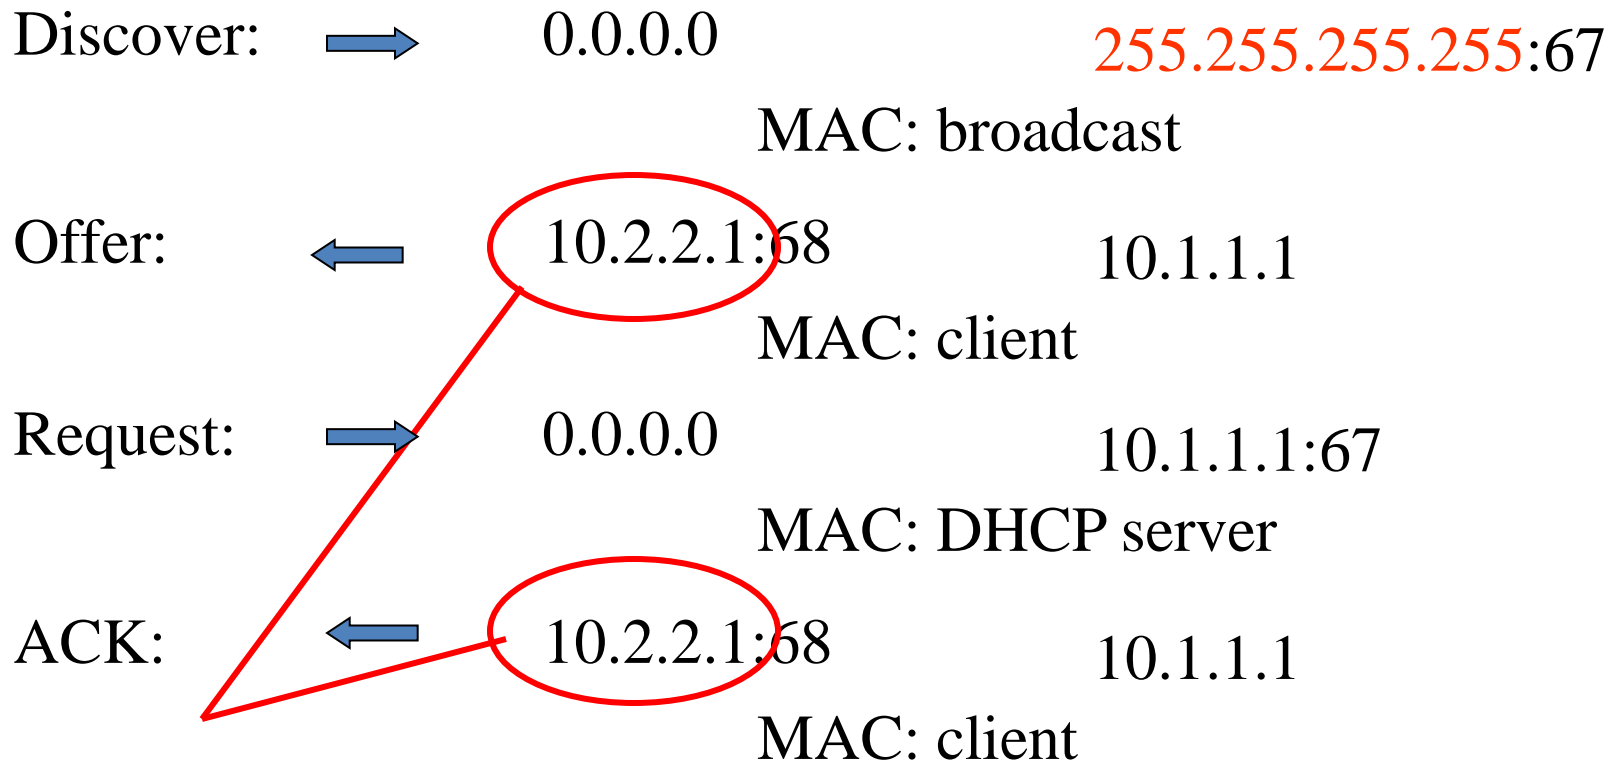 Discover: 0.0.0.0 255.255.255.255:67
MAC: broadcast
Offer: 10.2.2.1:68 10.1.1.1
MAC: client
Request: 0.0.0.0 10.1.1.1:67
MAC: DHCP server
ACK: 10.2.2.1:68 10.1.1.1
MAC: client